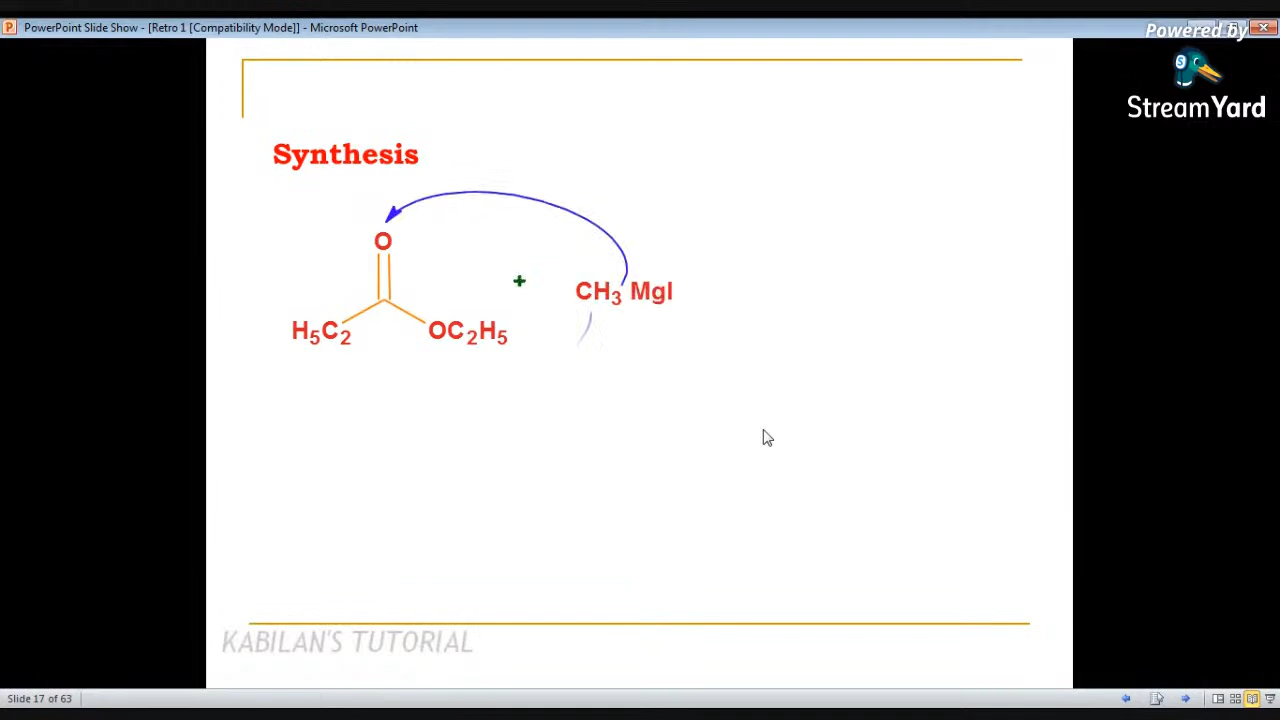 PowerPoint Slide Show - [Retro 1 [Compatibility Mode]] - Microsoft PowerPoint
Powered by
S
StreamYard
Synthesis
O
+
CH3 MgI
H5C2
OC2H5
KABILAN'S TUTORIAL
Slide 17 of 63